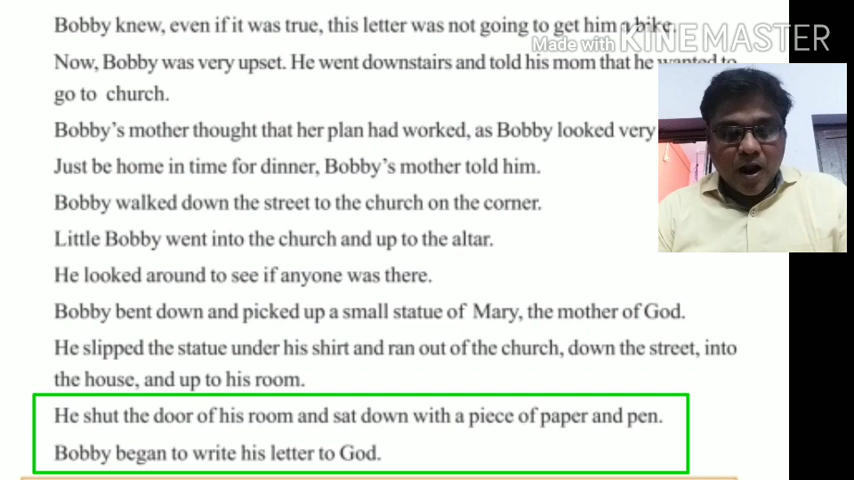 Bobby knew, even if it was true, this letter was not going to get him a bike.
Made with KINEMASTER
Now, Bobby was very upset. He went downstairs and told his mom that he wanted to
go to church.
Bobby's mother thought that her plan had worked, as Bobby looked very
Just be home in time for dinner, Bobby's mother told him.
Bobby walked down the street to the church on the corner.
Little Bobby went into the church and up to the altar.
He looked around to see if anyone was there.
Bobby bent down and picked up a small statue of Mary, the mother of God.
He slipped the statue under his shirt and ran out of the church, down the street, into
the house, and up to his room.
He shut the door of his room and sat down with a piece of paper and pen.
Bobby began to write his letter to God.